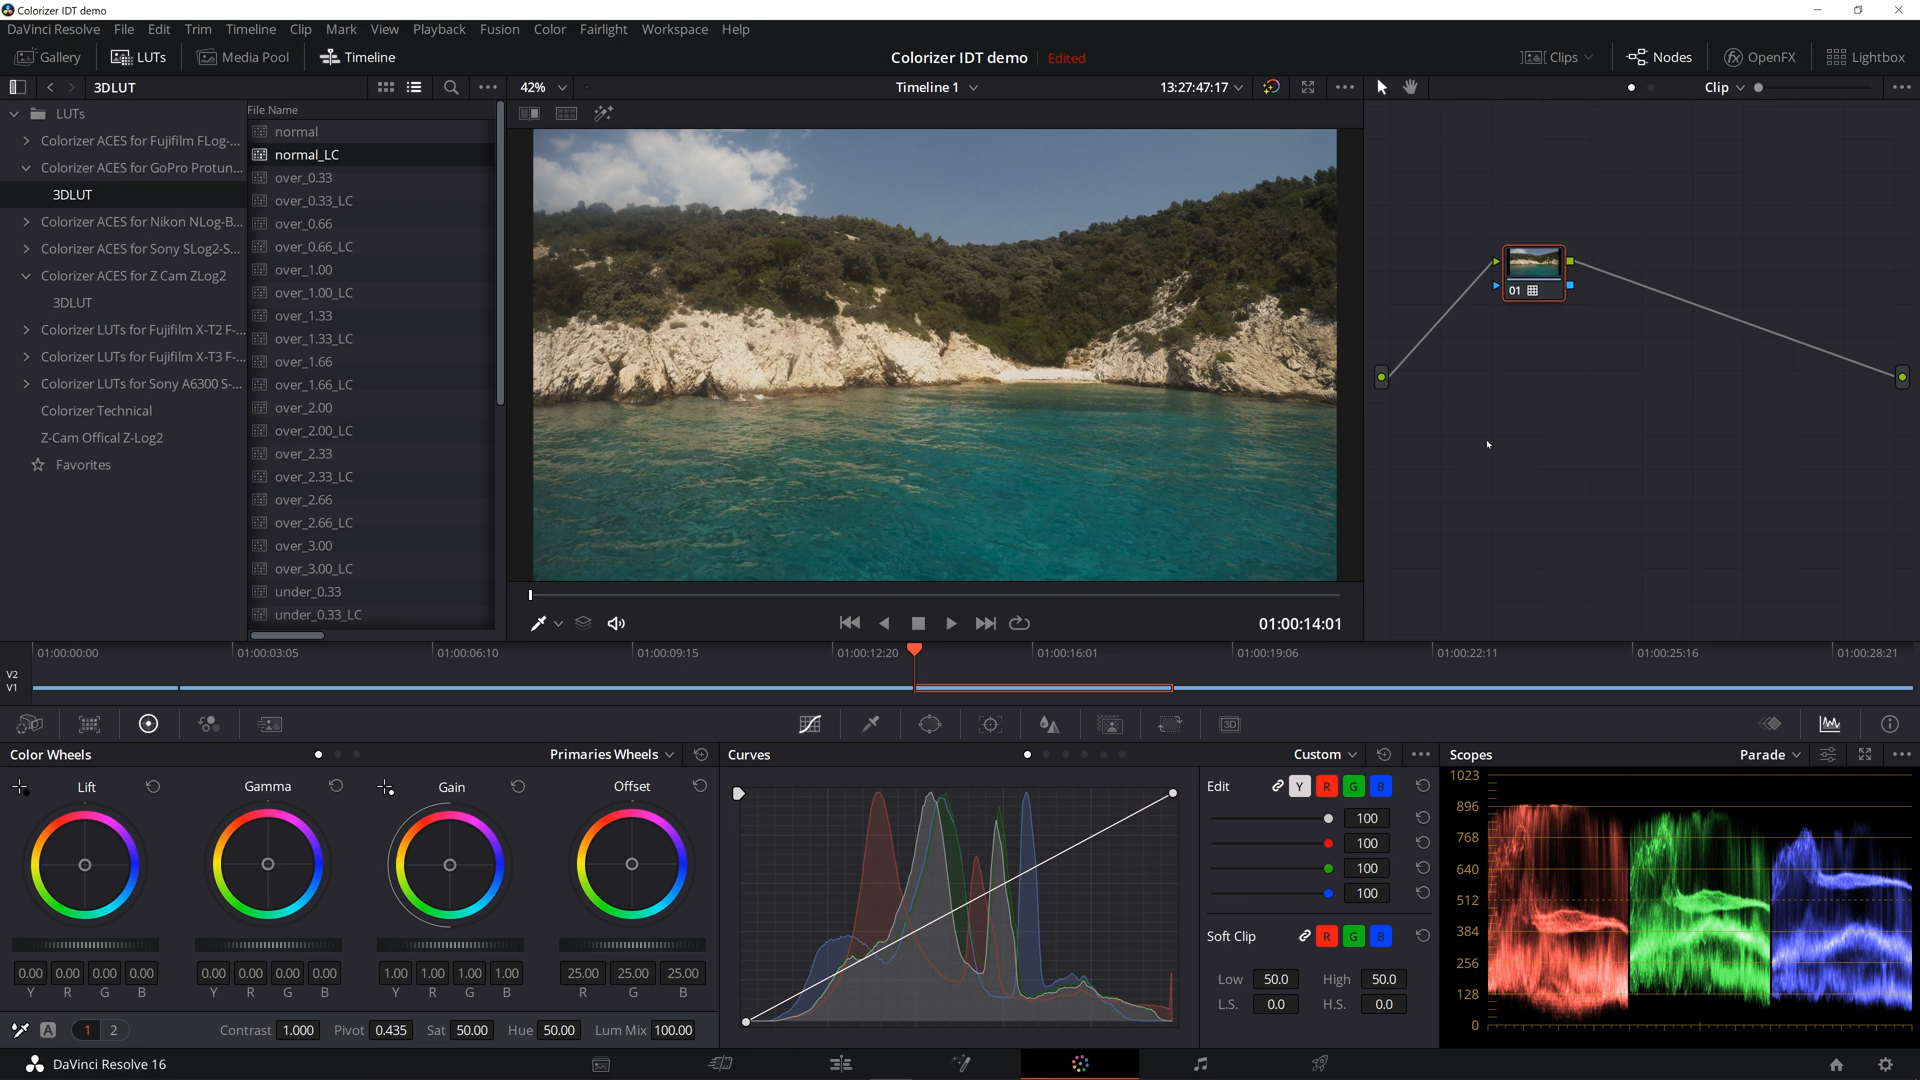 Colorizer IDT demo
DaVinci Resolve File Edit Trim Timeline Clip Mark View Playback Fusion Color Fairlight Workspace Help
Gallery LUTs Media Pool Timeline Colorizer IDT demo Edited Clips Nodes OpenFX Lightbox
3DLUT 42% Timeline 1 13:27:47:17 Clip
LUTs
Colorizer ACES for Fujifilm FLog-...
Colorizer ACES for GoPro Protun...
3DLUT
Colorizer ACES for Nikon NLog-B...
Colorizer ACES for Sony SLog2-S...
Colorizer ACES for Z Cam ZLog2
3DLUT
Colorizer LUTs for Fujifilm X-T2 F-...
Colorizer LUTs for Fujifilm X-T3 F-...
Colorizer LUTs for Sony A6300 S-...
Colorizer Technical
Z-Cam Offical Z-Log2
Favorites
File Name
normal
normal_LC
over_0.33
over_0.33_LC
over_0.66
over_0.66_LC
over_1.00
over_1.00_LC
over_1.33
over_1.33_LC
over_1.66
over_1.66_LC
over_2.00
over_2.00_LC
over_2.33
over_2.33_LC
over_2.66
over_2.66_LC
over_3.00
over_3.00_LC
under_0.33
under_0.33_LC
01
01:00:14:01
01:00:00:00 01:00:03:05 01:00:06:10 01:00:09:15 01:00:12:20 01:00:16:01 01:00:19:06 01:00:22:11 01:00:25:16 01:00:28:21
V2
V1
3D
Color Wheels Primaries Wheels
Lift Gamma Gain Offset
0.00 0.00 0.00 0.00 0.00 0.00 0.00 0.00 1.00 1.00 1.00 1.00 25.00 25.00 25.00
Y R G B Y R G B Y R G B R G B
A 1 2 Contrast 1.000 Pivot 0.435 Sat 50.00 Hue 50.00 Lum Mix 100.00
Curves Custom
Edit Y R G B
100
100
100
100
Soft Clip R G B
Low 50.0 High 50.0
L.S. 0.0 H.S. 0.0
Scopes Parade
1023
896
768
640
512
384
256
128
0
DaVinci Resolve 16